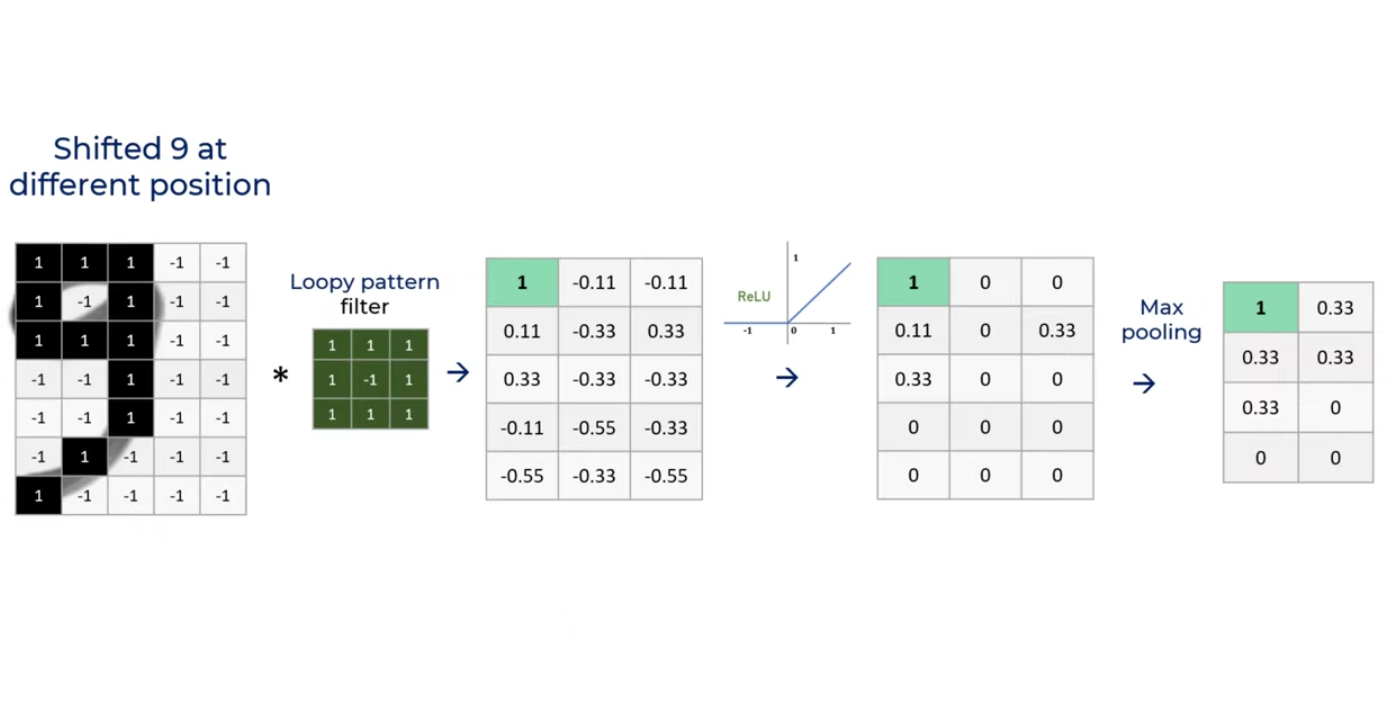 Shifted 9 at
different position
1 1 1 -1 -1
1 -1 1 -1 -1
1 1 1 -1 -1
-1 -1 1 -1 -1
-1 -1 1 -1 -1
-1 1 -1 -1 -1
1 -1 -1 -1 -1
*
Loopy pattern
filter
1 1 1
1 -1 1
1 1 1
→
1 -0.11 -0.11
0.11 -0.33 0.33
0.33 -0.33 -0.33
-0.11 -0.55 -0.33
-0.55 -0.33 -0.55
1
ReLU
-1 0 1
→
1 0 0
0.11 0 0.33
0.33 0 0
0 0 0
0 0 0
Max
pooling
→
1 0.33
0.33 0.33
0.33 0
0 0